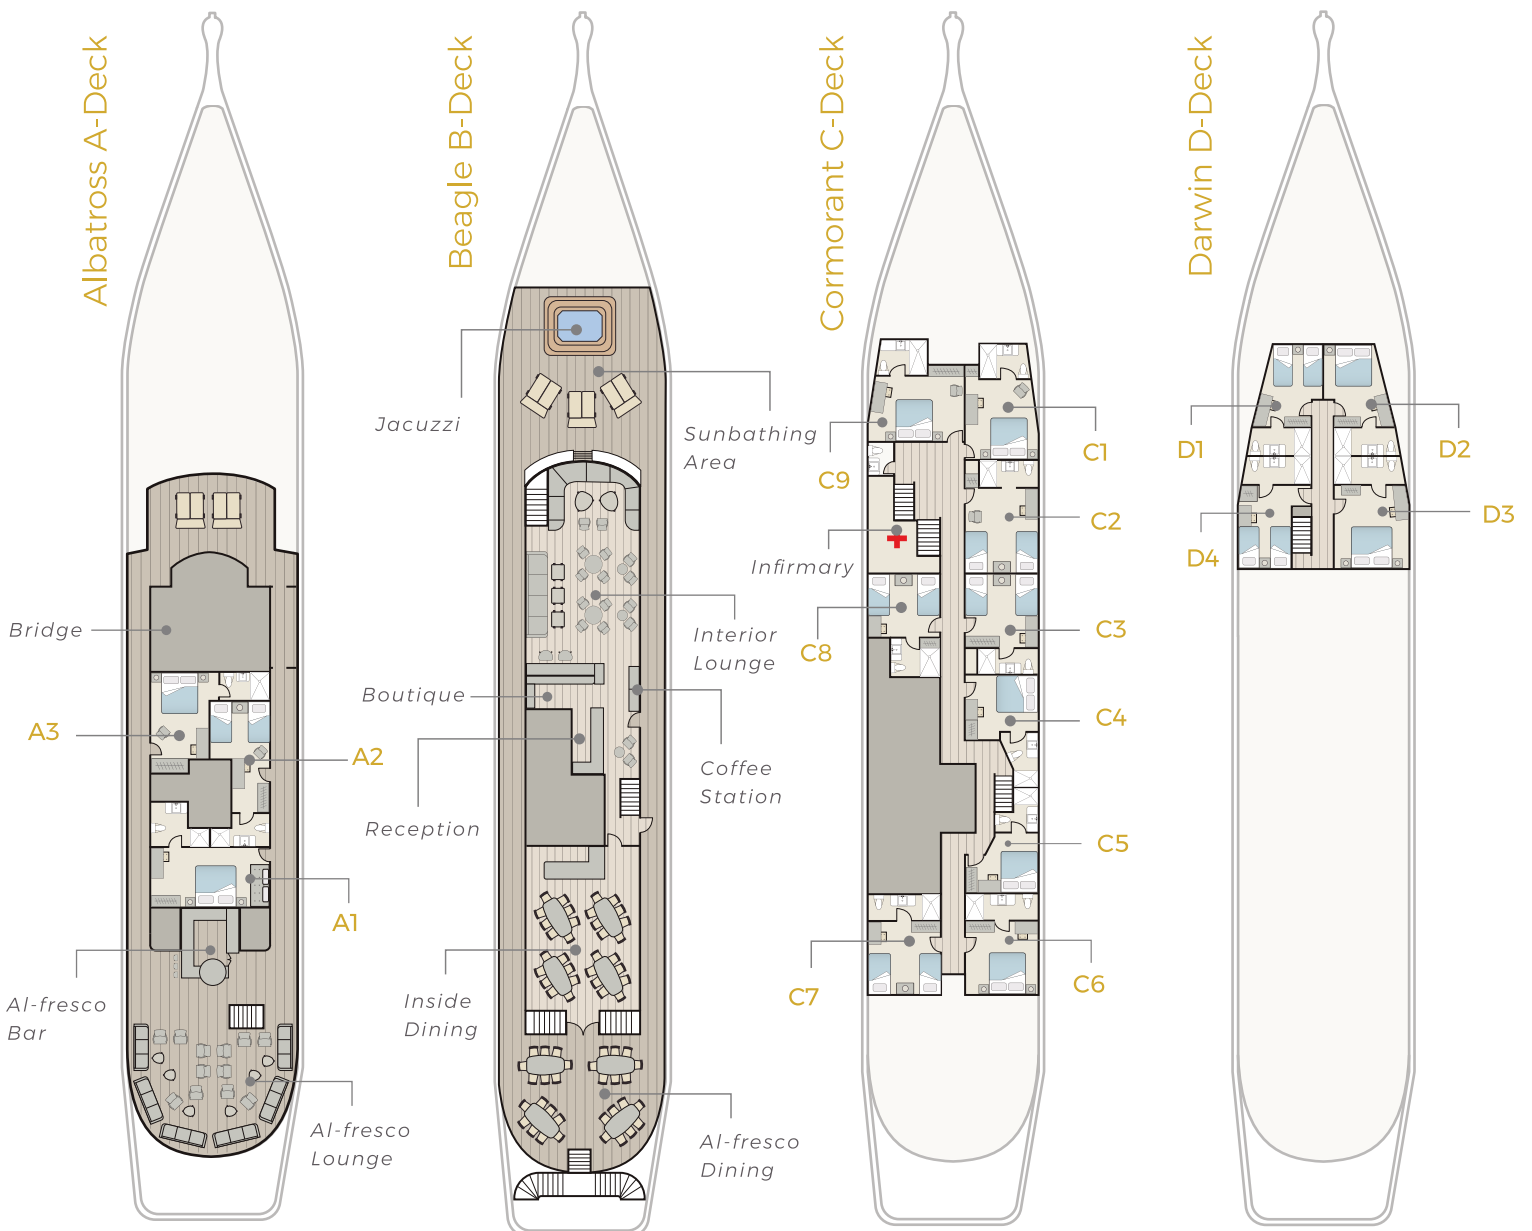 Albatross A-Deck
Bridge
A3
A2
A1
Al-fresco
Bar
Al-fresco
Lounge
Beagle B-Deck
Jacuzzi
Sunbathing
Area
Interior
Lounge
Boutique
Coffee
Station
Reception
Inside
Dining
Al-fresco
Dining
Cormorant C-Deck
C1
C9
C2
Infirmary
C3
C8
C4
C5
C6
C7
Darwin D-Deck
D1
D2
D3
D4